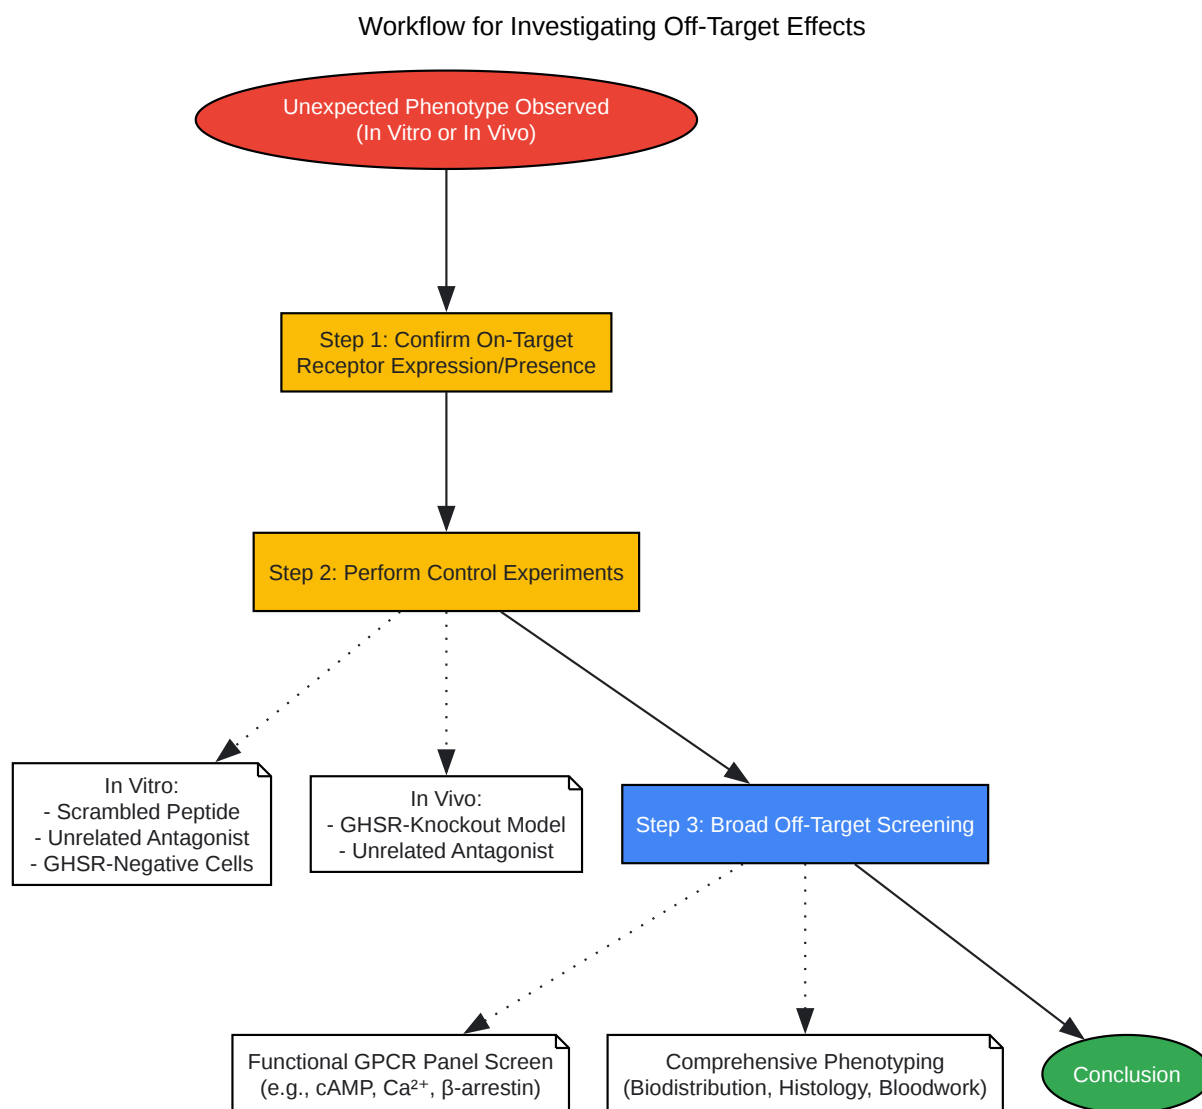 Workflow for Investigating Off-Target Effects
Unexpected Phenotype Observed
(In Vitro or In Vivo)
Step 1: Confirm On-Target
Receptor Expression/Presence
Step 2: Perform Control Experiments
In Vitro:
- Scrambled Peptide
- Unrelated Antagonist
- GHSR-Negative Cells
In Vivo:
- GHSR-Knockout Model
- Unrelated Antagonist
Step 3: Broad Off-Target Screening
Functional GPCR Panel Screen
(e.g., cAMP, Ca²⁺, β-arrestin)
Comprehensive Phenotyping
(Biodistribution, Histology, Bloodwork)
Conclusion